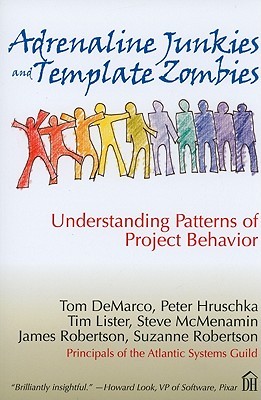 Adrenaline Junkies
and Template Zombies
Understanding Patterns of
Project Behavior
Tom DeMarco, Peter Hruschka
Tim Lister, Steve McMenamin
James Robertson, Suzanne Robertson
Principals of the Atlantic Systems Guild
"Brilliantly insightful." —Howard Look, VP of Software, Pixar
DH